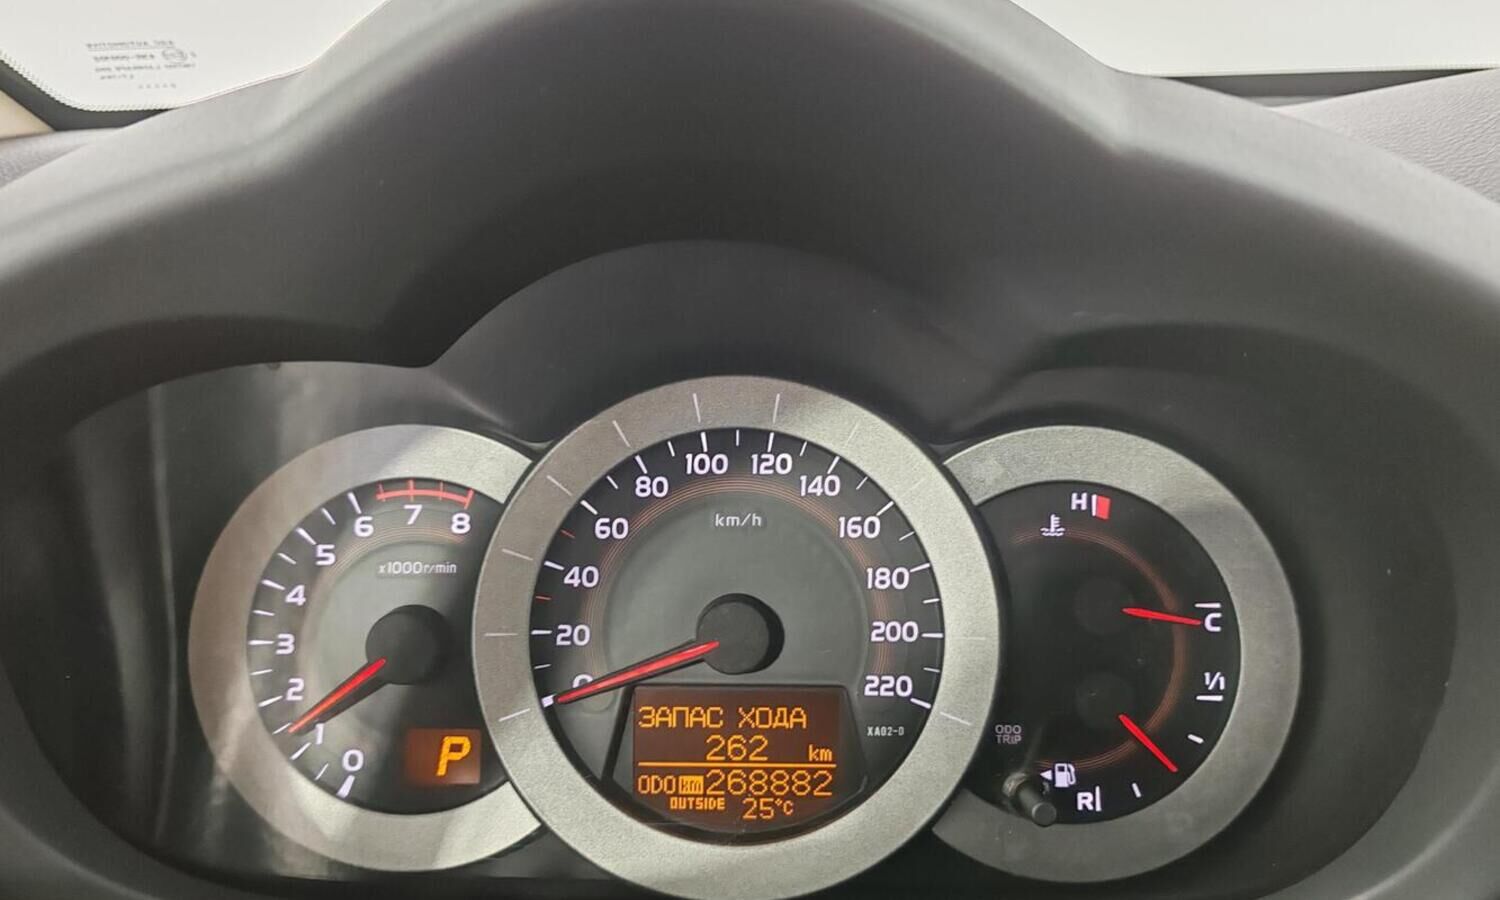 6 7 8
5
4
3
2
1
0
x1000r/min
P
0 20 40 60 80 100 120 140 160 180 200 220
km/h
ЗАПАС ХОДА
262 km
ODO km 268882
OUTSIDE 25°C
XA02-D
H
C
1/1
R
ODO
TRIP